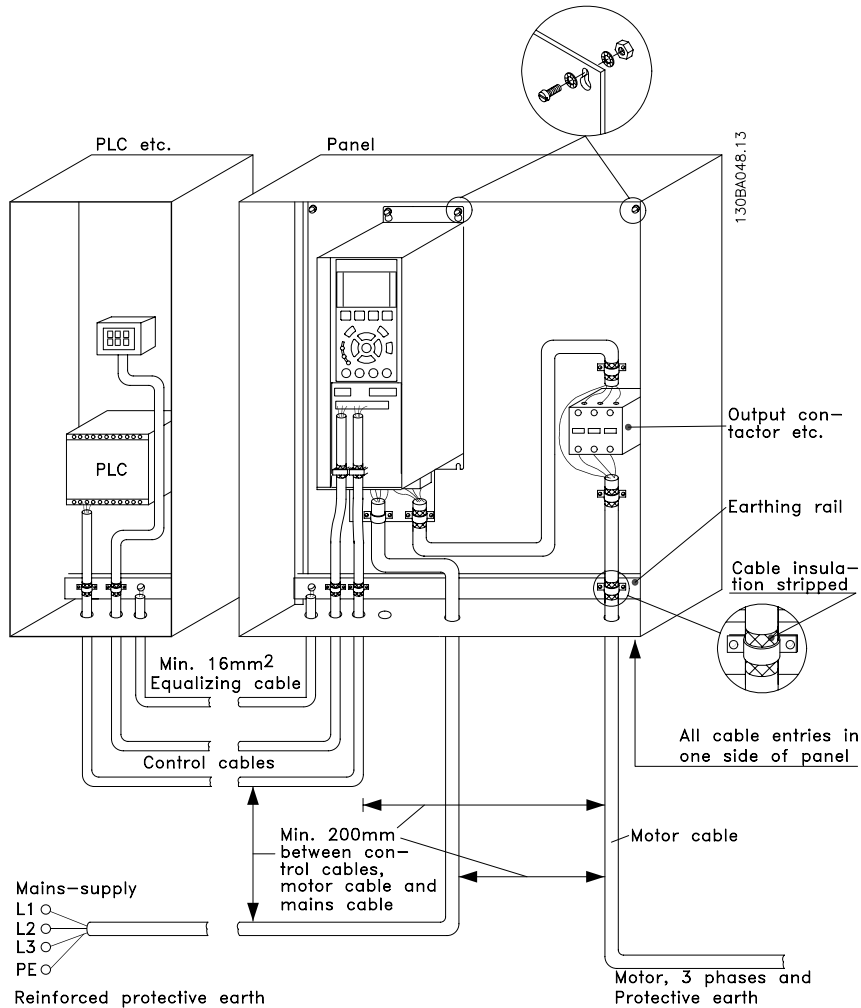 PLC etc.
Panel
130BA048.13
PLC
Output con-
tactor etc.
Earthing rail
Cable insula-
tion stripped
Min. 16mm2
Equalizing cable
All cable entries in
one side of panel
Control cables
Min. 200mm
between con-
trol cables,
motor cable and
mains cable
Motor cable
Mains-supply
L1
L2
L3
PE
Reinforced protective earth
Motor, 3 phases and
Protective earth